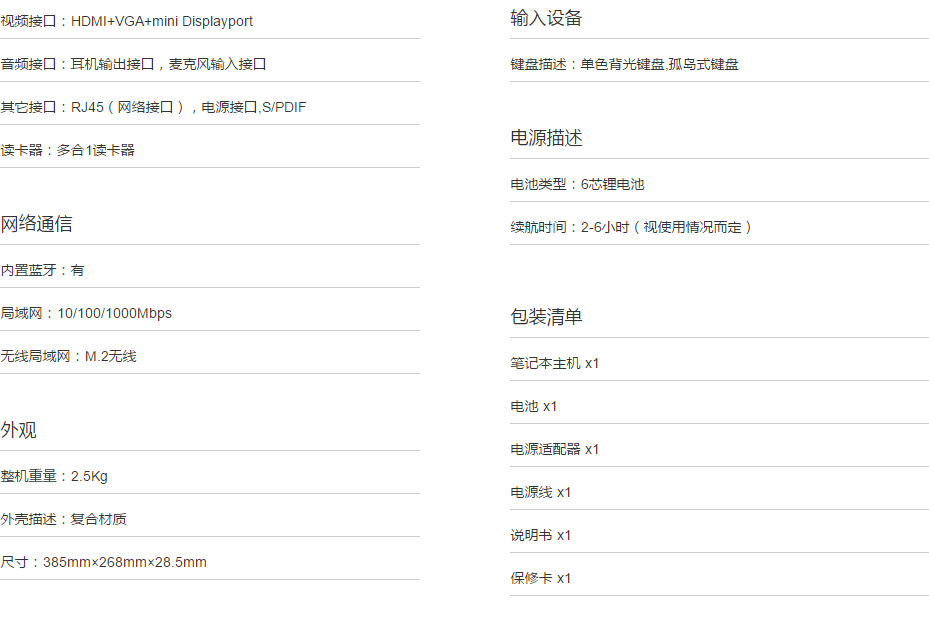 视频接口：HDMI+VGA+mini Displayport
音频接口：耳机输出接口，麦克风输入接口
其它接口：RJ45（网络接口），电源接口,S/PDIF
读卡器：多合1读卡器
网络通信
内置蓝牙：有
局域网：10/100/1000Mbps
无线局域网：M.2无线
外观
整机重量：2.5Kg
外壳描述：复合材质
尺寸：385mm×268mm×28.5mm
输入设备
键盘描述：单色背光键盘,孤岛式键盘
电源描述
电池类型：6芯锂电池
续航时间：2-6小时（视使用情况而定）
包装清单
笔记本主机 x1
电池 x1
电源适配器 x1
电源线 x1
说明书 x1
保修卡 x1